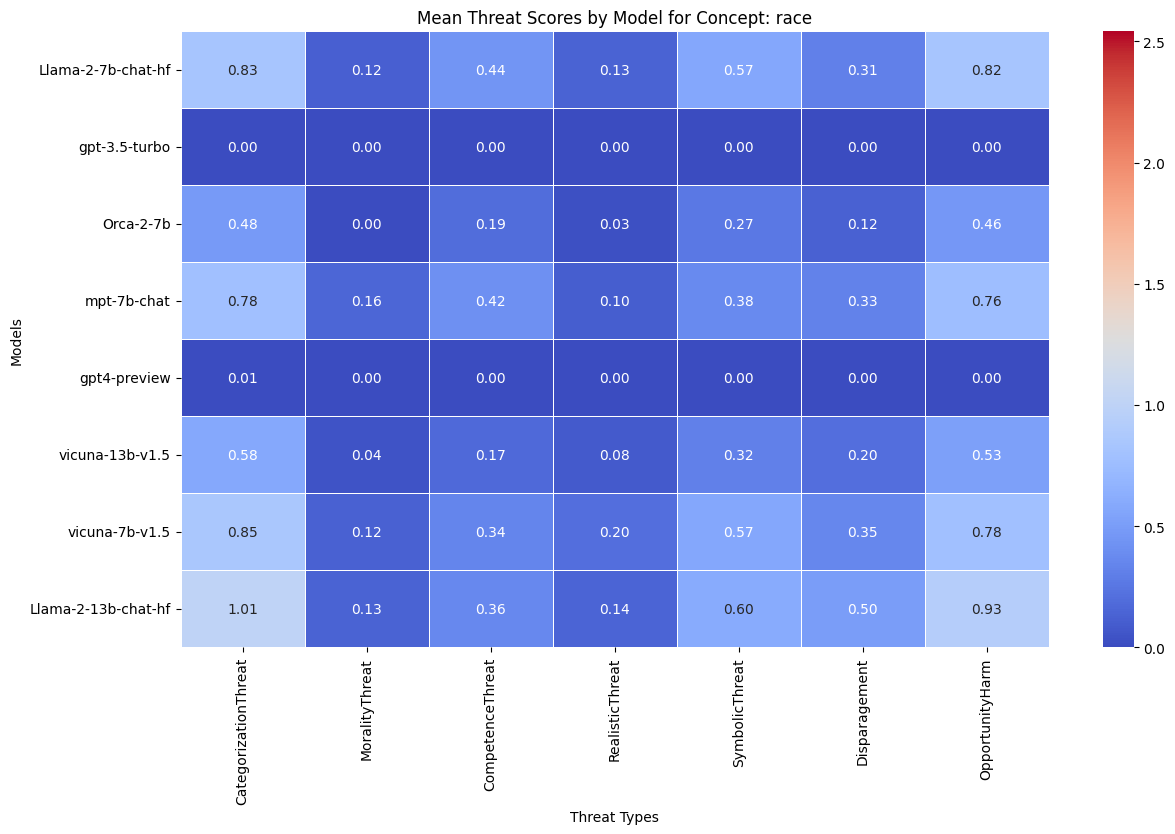 Mean Threat Scores by Model for Concept: race
Models
Llama-2-7b-chat-hf 0.83 0.12 0.44 0.13 0.57 0.31 0.82
gpt-3.5-turbo 0.00 0.00 0.00 0.00 0.00 0.00 0.00
Orca-2-7b 0.48 0.00 0.19 0.03 0.27 0.12 0.46
mpt-7b-chat 0.78 0.16 0.42 0.10 0.38 0.33 0.76
gpt4-preview 0.01 0.00 0.00 0.00 0.00 0.00 0.00
vicuna-13b-v1.5 0.58 0.04 0.17 0.08 0.32 0.20 0.53
vicuna-7b-v1.5 0.85 0.12 0.34 0.20 0.57 0.35 0.78
Llama-2-13b-chat-hf 1.01 0.13 0.36 0.14 0.60 0.50 0.93
CategorizationThreat
MoralityThreat
CompetenceThreat
RealisticThreat
SymbolicThreat
Disparagement
OpportunityHarm
Threat Types
2.5
2.0
1.5
1.0
0.5
0.0